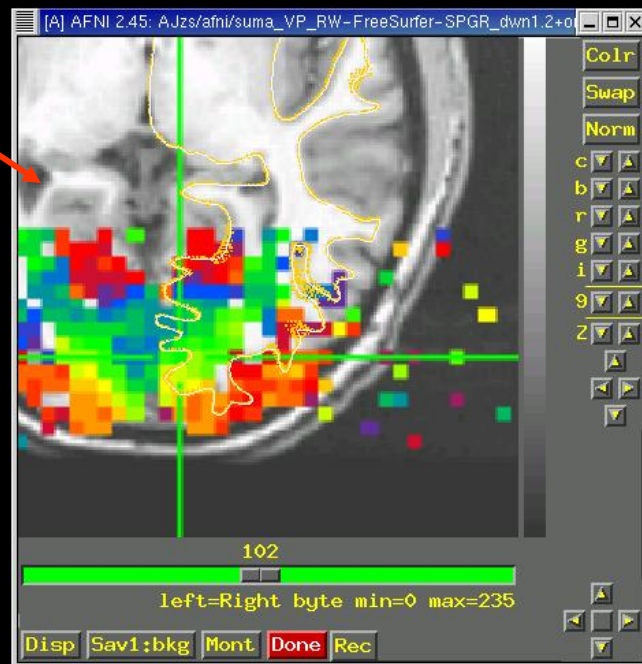 [A] AFNI 2.45: AJzs/afni/suma_VP_RW-FreeSurfer-SPGR_dwn1.2+o
Colr
Swap
Norm
c
b
r
g
i
9
Z
102
left=Right byte min=0 max=235
Disp Sav1:bkg Mont Done Rec